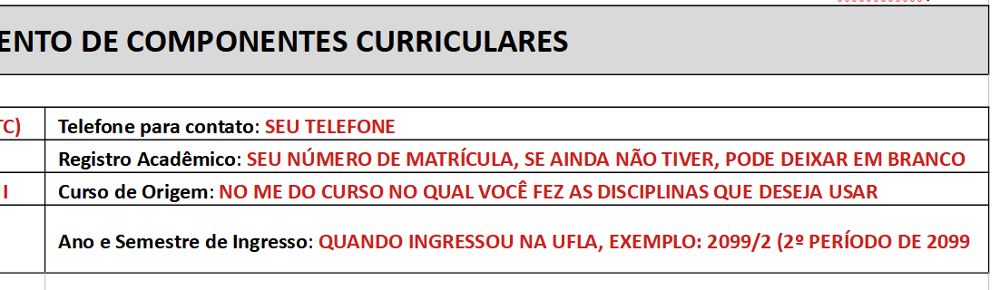 ENTO DE COMPONENTES CURRICULARES
TC) Telefone para contato: SEU TELEFONE
Registro Acadêmico: SEU NÚMERO DE MATRÍCULA, SE AINDA NÃO TIVER, PODE DEIXAR EM BRANCO
I Curso de Origem: NO ME DO CURSO NO QUAL VOCÊ FEZ AS DISCIPLINAS QUE DESEJA USAR
Ano e Semestre de Ingresso: QUANDO INGRESSOU NA UFLA, EXEMPLO: 2099/2 (2º PERÍODO DE 2099